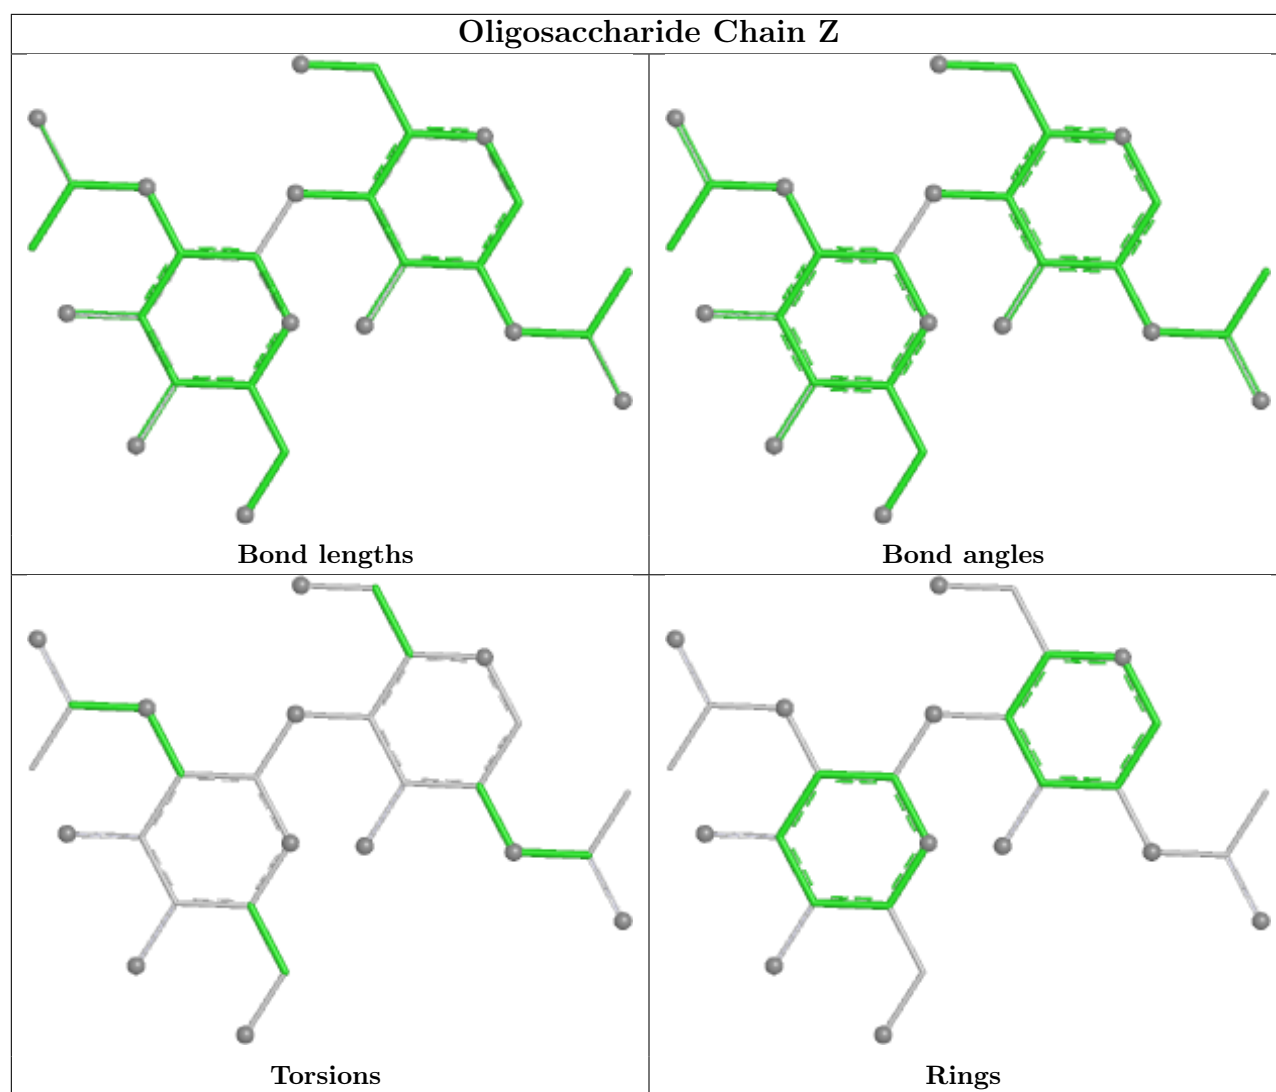 Oligosaccharide Chain Z
Bond lengths
Bond angles
Torsions
Rings